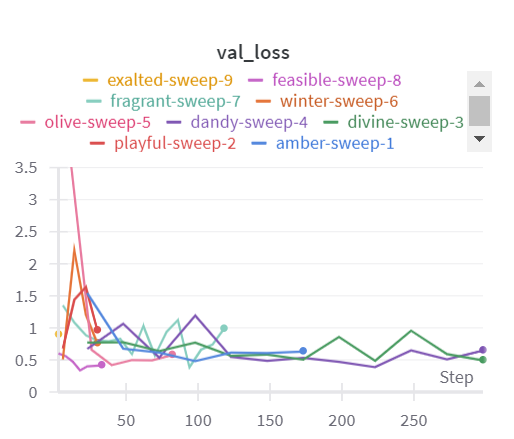 val_loss
exalted-sweep-9 feasible-sweep-8
fragrant-sweep-7 winter-sweep-6
olive-sweep-5 dandy-sweep-4 divine-sweep-3
playful-sweep-2 amber-sweep-1
3.5
3
2.5
2
1.5
1
0.5
0
Step
50 100 150 200 250